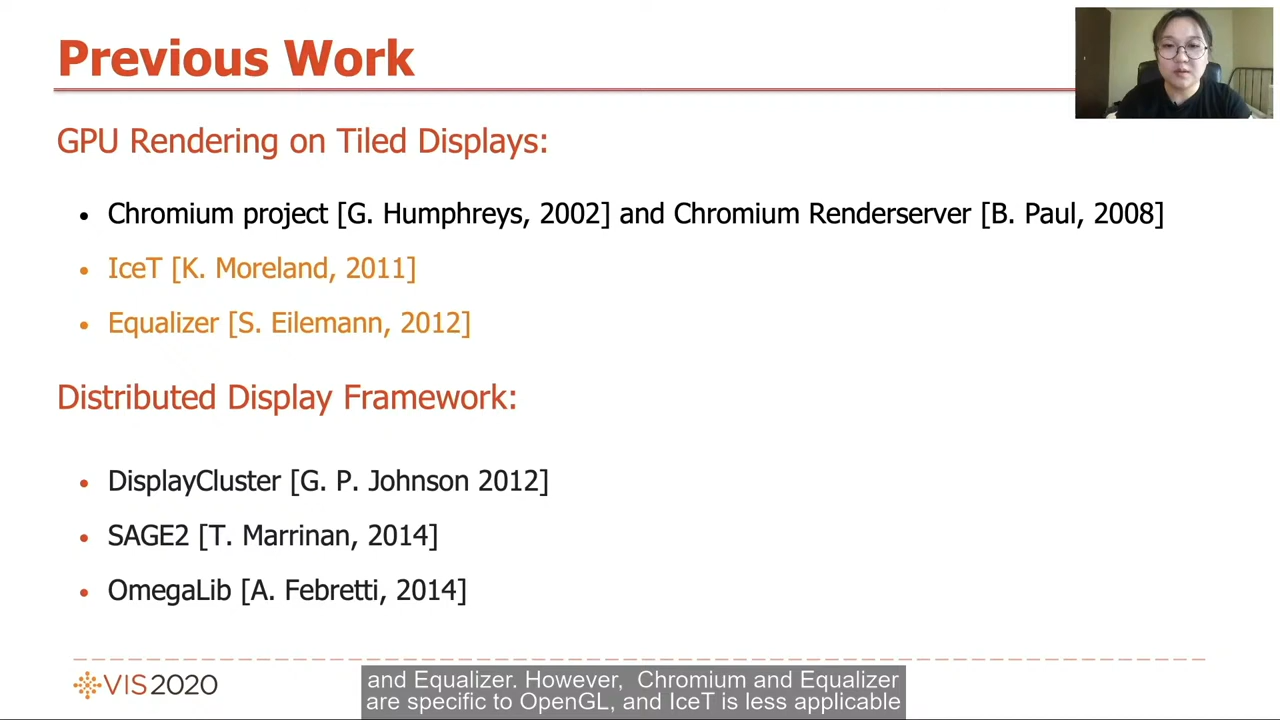 Previous Work
GPU Rendering on Tiled Displays:
• Chromium project [G. Humphreys, 2002] and Chromium Renderserver [B. Paul, 2008]
• IceT [K. Moreland, 2011]
• Equalizer [S. Eilemann, 2012]
Distributed Display Framework:
• DisplayCluster [G. P. Johnson 2012]
• SAGE2 [T. Marrinan, 2014]
• OmegaLib [A. Febretti, 2014]
VIS2020
and Equalizer. However, Chromium and Equalizer
are specific to OpenGL, and IceT is less applicable